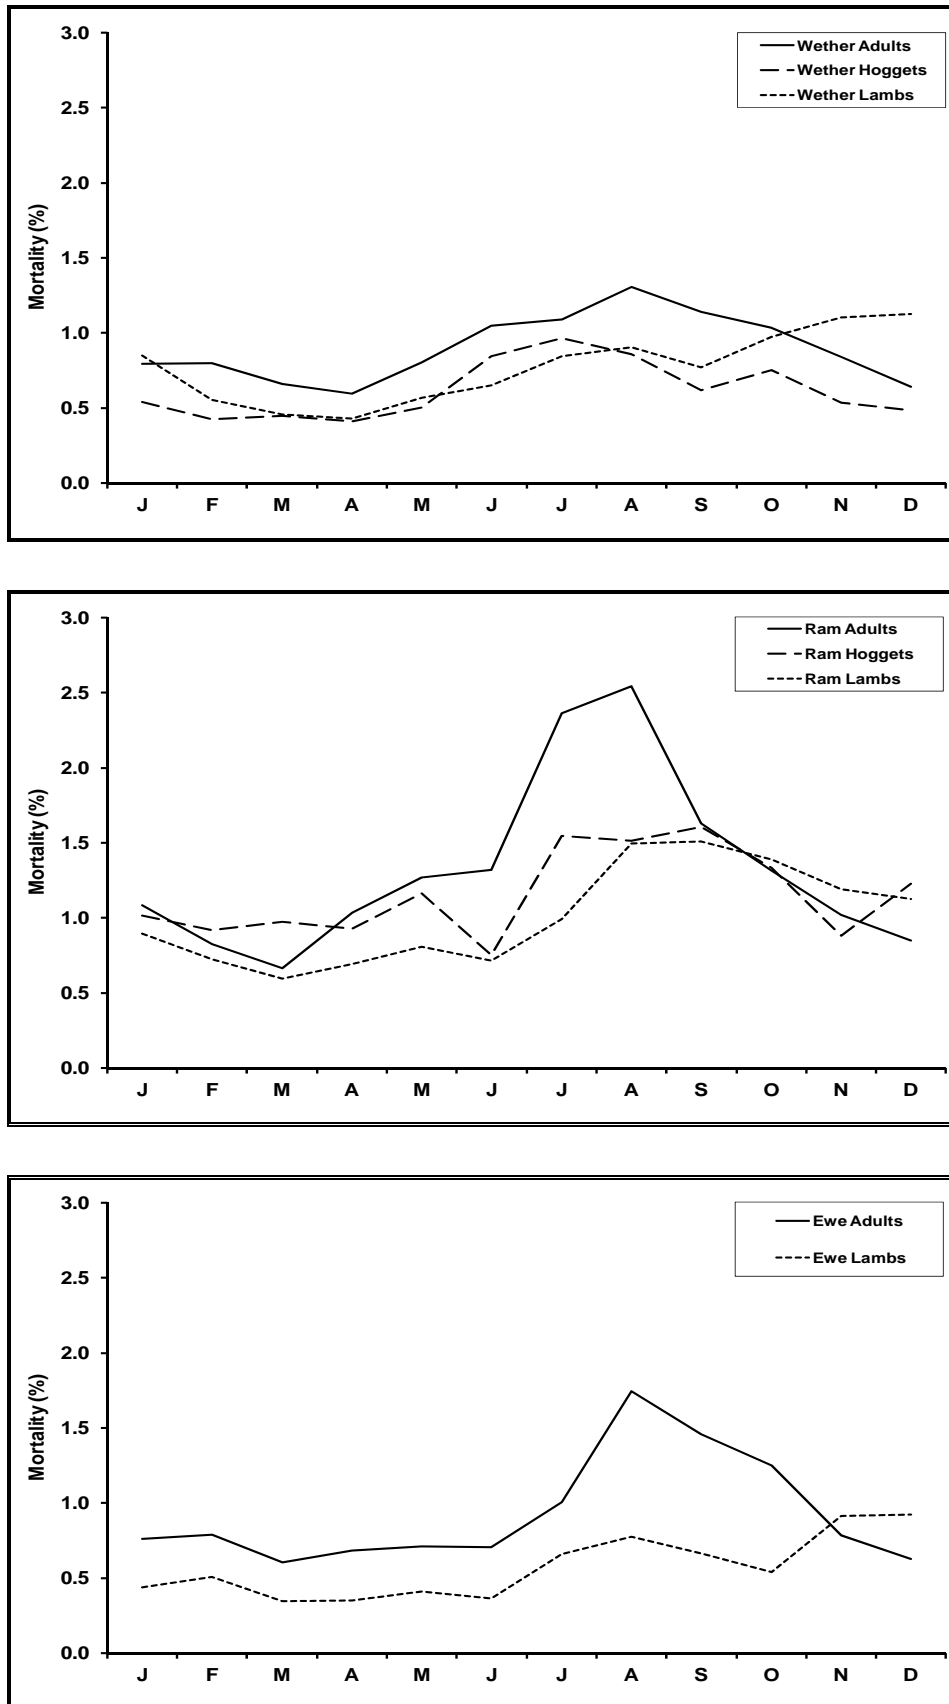 3.0
Wether Adults
Wether Hoggets
Wether Lambs
2.5
2.0
1.5
1.0
0.5
0.0
Mortality (%)
J F M A M J J A S O N D
3.0
Ram Adults
Ram Hoggets
Ram Lambs
2.5
2.0
1.5
1.0
0.5
0.0
Mortality (%)
J F M A M J J A S O N D
3.0
Ewe Adults
Ewe Lambs
2.5
2.0
1.5
1.0
0.5
0.0
Mortality (%)
J F M A M J J A S O N D